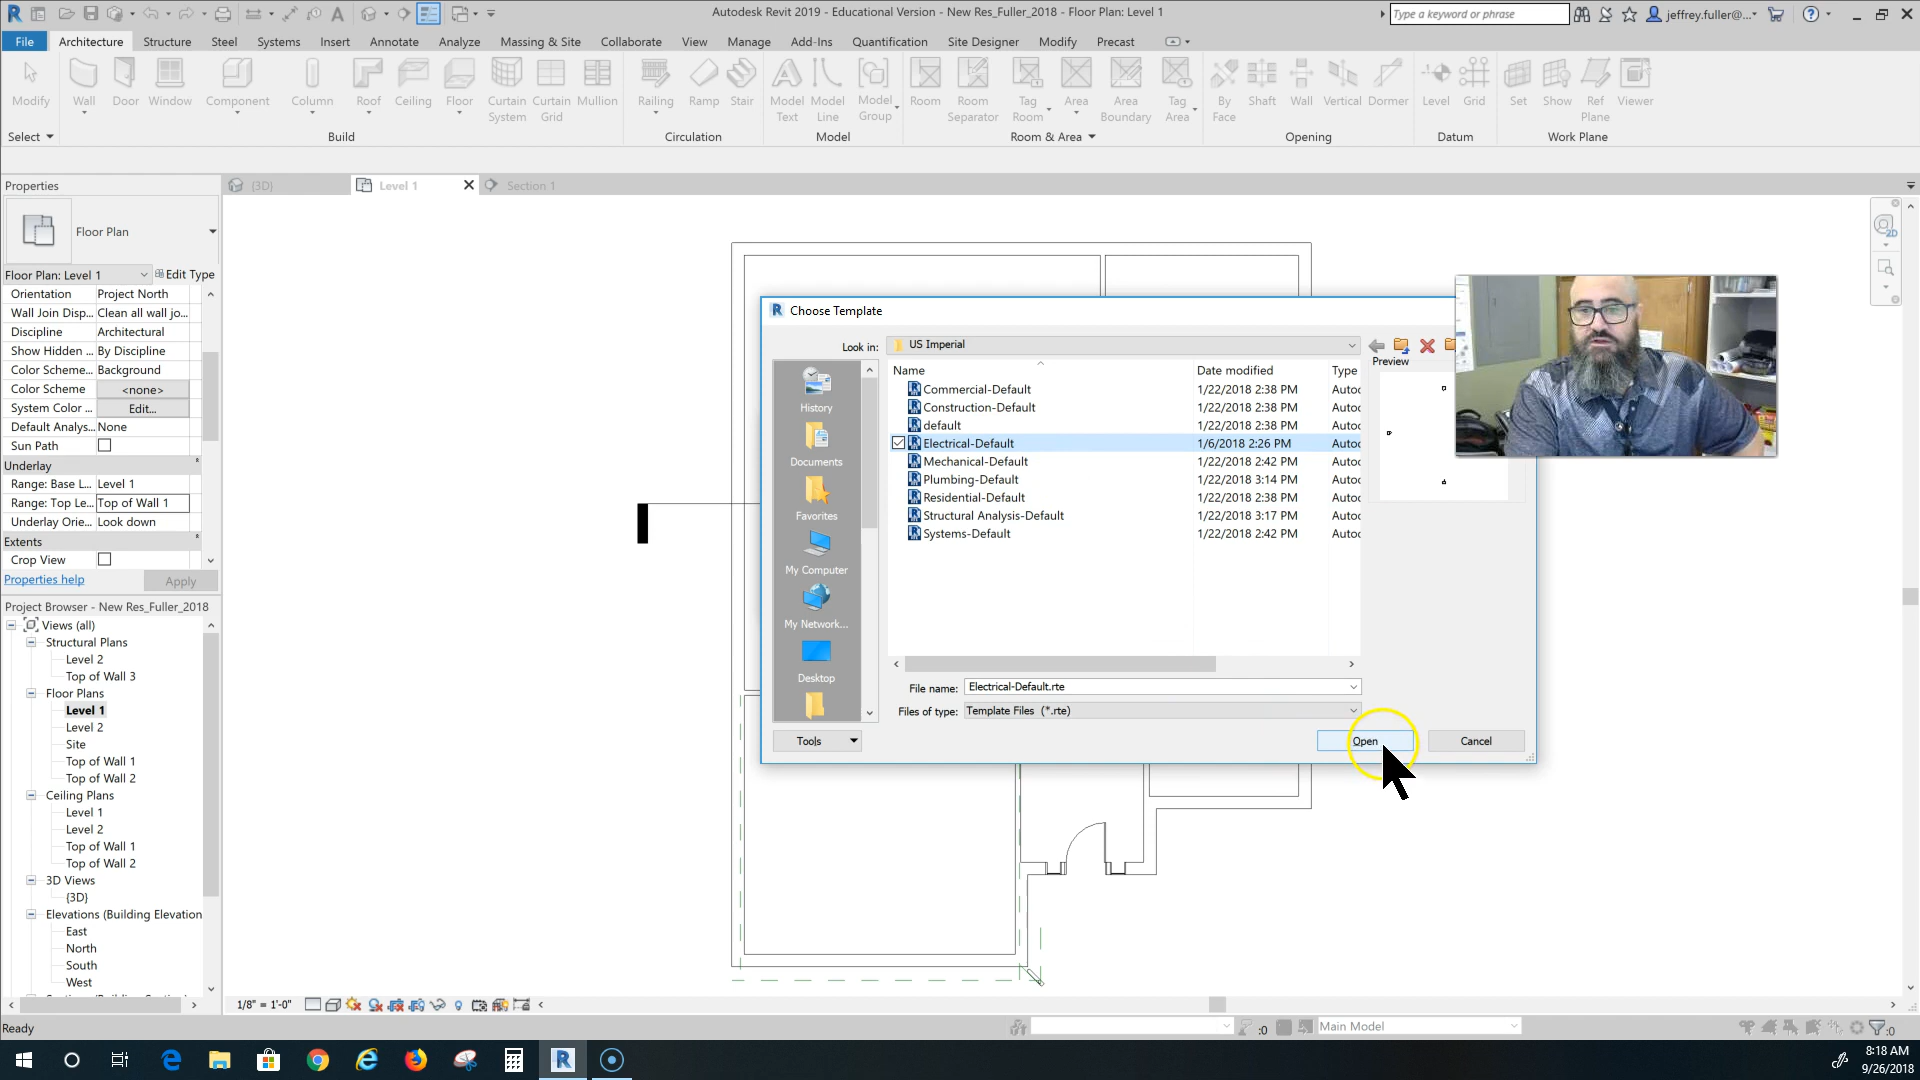 Autodesk Revit 2019 - Educational Version - New Res_Fuller_2018 - Floor Plan: Level 1
Type a keyword or phrase
jeffrey.fuller@...
File Architecture Structure Steel Systems Insert Annotate Analyze Massing & Site Collaborate View Manage Add-Ins Quantification Site Designer Modify Precast
Modify Wall Door Window Component Column Roof Ceiling Floor Curtain System Curtain Grid Mullion Railing Ramp Stair Model Text Model Line Model Group Room Room Separator Tag Room Area Area Boundary Tag Area By Face Shaft Wall Vertical Dormer Level Grid Set Show Ref Plane Viewer
Select Build Circulation Model Room & Area Opening Datum Work Plane
Properties
{3D} Level 1 Section 1
Floor Plan
Floor Plan: Level 1 Edit Type
Orientation Project North
Wall Join Disp... Clean all wall jo...
Discipline Architectural
Show Hidden ... By Discipline
Color Scheme... Background
Color Scheme <none>
System Color ... Edit...
Default Analys... None
Sun Path
Underlay
Range: Base L... Level 1
Range: Top Le... Top of Wall 1
Underlay Orie... Look down
Extents
Crop View
Properties help Apply
Project Browser - New Res_Fuller_2018
Views (all)
Structural Plans
Level 2
Top of Wall 3
Floor Plans
Level 1
Level 2
Site
Top of Wall 1
Top of Wall 2
Ceiling Plans
Level 1
Level 2
Top of Wall 1
Top of Wall 2
3D Views
{3D}
Elevations (Building Elevation
East
North
South
West
Choose Template
Look in: US Imperial
Preview
Name Date modified Type
Commercial-Default 1/22/2018 2:38 PM Autoc
Construction-Default 1/22/2018 2:38 PM Autoc
default 1/22/2018 2:38 PM Autoc
Electrical-Default 1/6/2018 2:26 PM Autoc
Mechanical-Default 1/22/2018 2:42 PM Autoc
Plumbing-Default 1/22/2018 3:14 PM Autoc
Residential-Default 1/22/2018 2:38 PM Autoc
Structural Analysis-Default 1/22/2018 3:17 PM Autoc
Systems-Default 1/22/2018 2:42 PM Autoc
History
Documents
Favorites
My Computer
My Network...
Desktop
File name: Electrical-Default.rte
Files of type: Template Files (*.rte)
Tools Open Cancel
1/8" = 1'-0"
Ready :0 Main Model :0
8:18 AM
9/26/2018